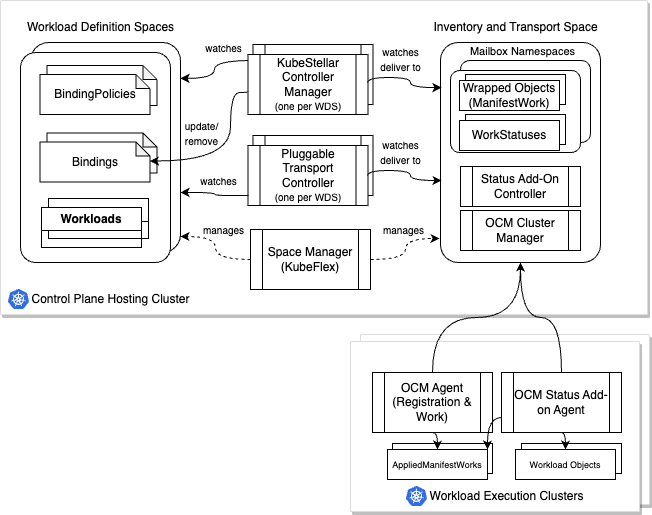 Workload Definition Spaces
Inventory and Transport Space
watches
KubeStellar
Controller
Manager
(one per WDS)
watches
deliver to
Mailbox Namespaces
BindingPolicies
Wrapped Objects
(ManifestWork)
WorkStatuses
update/
remove
Bindings
Pluggable
Transport
Controller
(one per WDS)
watches
deliver to
watches
Status Add-On
Controller
Workloads
OCM Cluster
Manager
manages
Space Manager
(KubeFlex)
manages
Control Plane Hosting Cluster
OCM Agent
(Registration &
Work)
OCM Status Add-
on Agent
AppliedManifestWorks
Workload Objects
Workload Execution Clusters